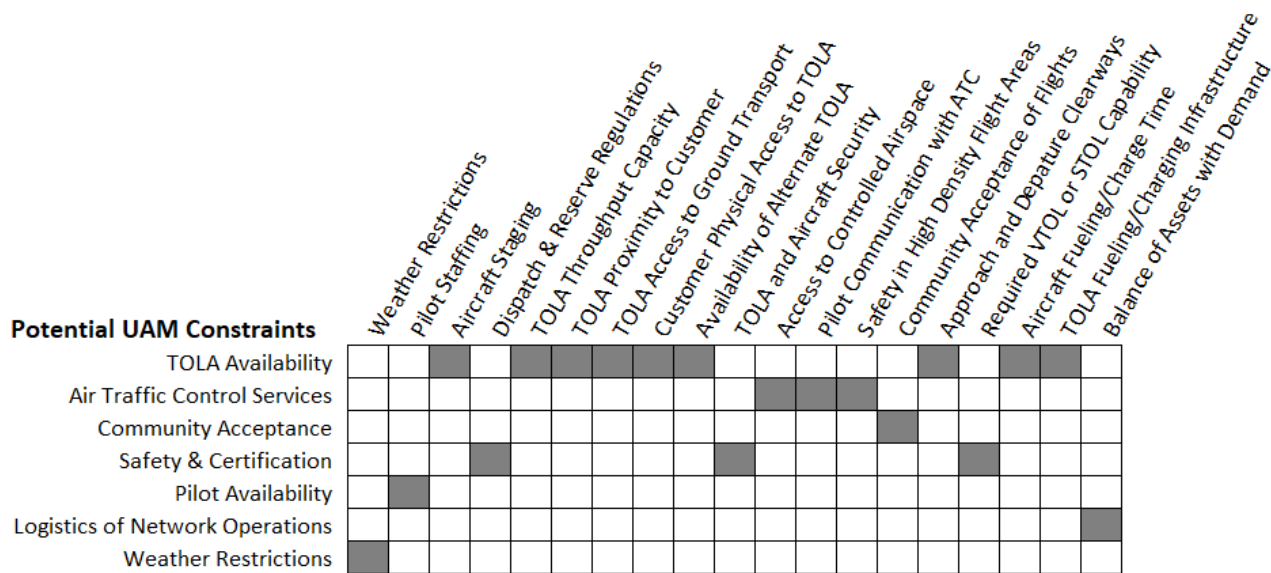 Weather Restrictions
Pilot Staffing
Aircraft Staging
Dispatch & Reserve Regulations
TOLA Throughput Capacity
TOLA Proximity to Customer
TOLA Access to Ground Transport
Customer Physical Access to TOLA
Availability of Alternate TOLA
TOLA and Aircraft Security
Access to Controlled Airspace
Pilot Communication with ATC
Safety in High Density Flight Areas
Community Acceptance of Flights
Approach and Depature Clearways
Required VTOL or STOL Capability
Aircraft Fueling/Charge Time
TOLA Fueling/Charging Infrastructure
Balance of Assets with Demand
Potential UAM Constraints
TOLA Availability
Air Traffic Control Services
Community Acceptance
Safety & Certification
Pilot Availability
Logistics of Network Operations
Weather Restrictions